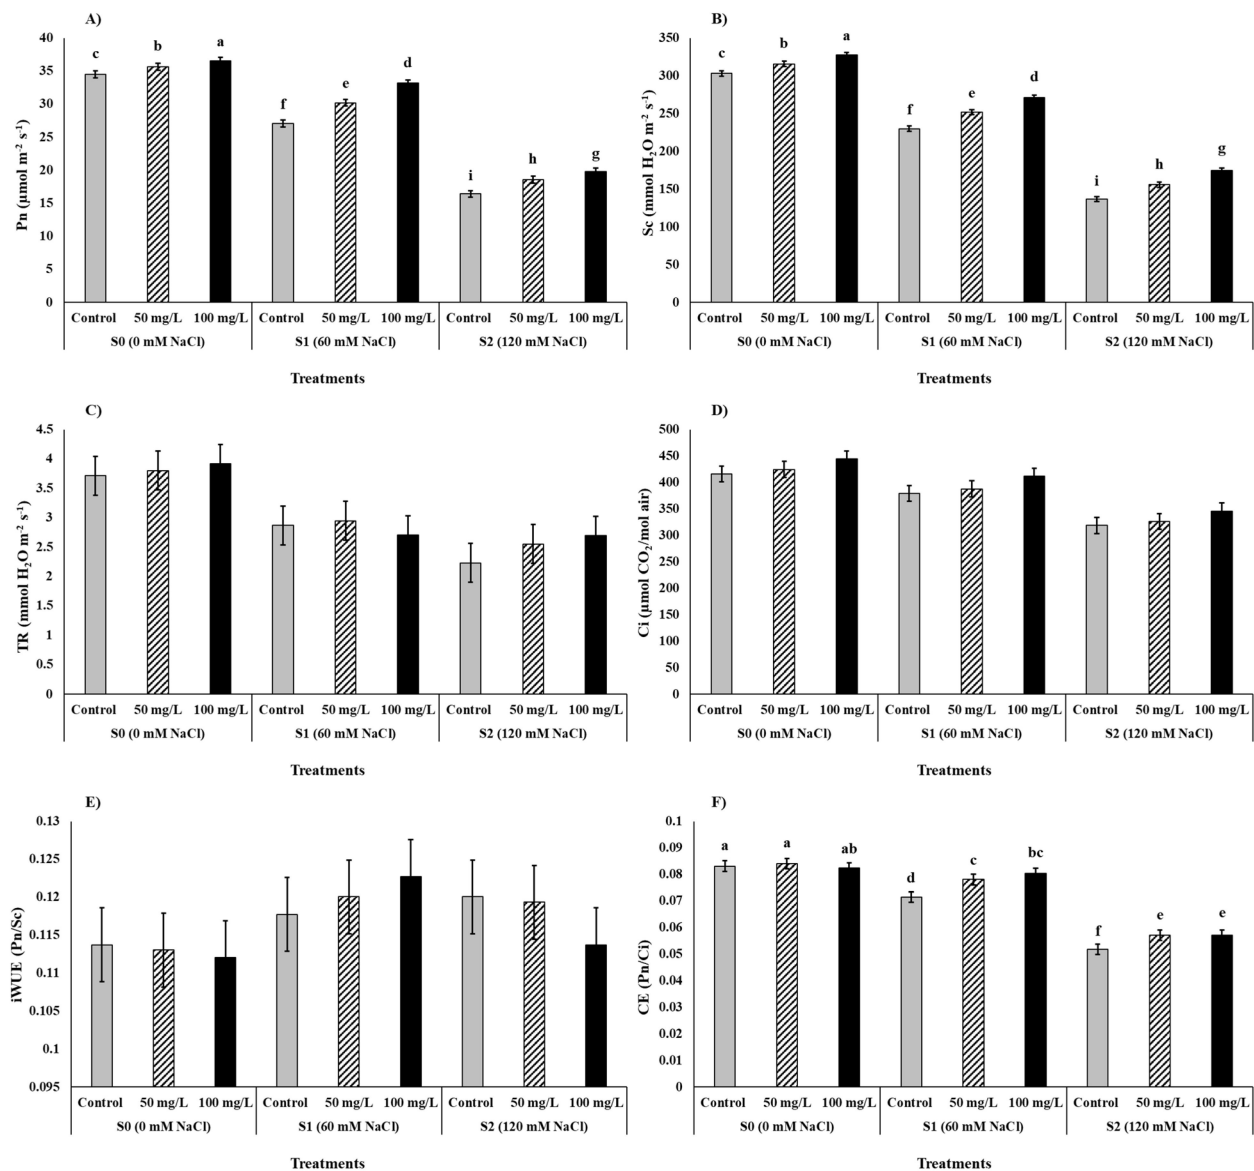 A)
Pn (µmol m⁻² s⁻¹)
40
35
30
25
20
15
10
5
0
c
b
a
f
e
d
i
h
g
Control 50 mg/L 100 mg/L Control 50 mg/L 100 mg/L Control 50 mg/L 100 mg/L
S0 (0 mM NaCl) S1 (60 mM NaCl) S2 (120 mM NaCl)
Treatments
B)
Sc (mmol H₂O m⁻² s⁻¹)
350
300
250
200
150
100
50
0
c
b
a
f
e
d
i
h
g
Control 50 mg/L 100 mg/L Control 50 mg/L 100 mg/L Control 50 mg/L 100 mg/L
S0 (0 mM NaCl) S1 (60 mM NaCl) S2 (120 mM NaCl)
Treatments
C)
TR (mmol H₂O m⁻² s⁻¹)
4.5
4
3.5
3
2.5
2
1.5
1
0.5
0
Control 50 mg/L 100 mg/L Control 50 mg/L 100 mg/L Control 50 mg/L 100 mg/L
S0 (0 mM NaCl) S1 (60 mM NaCl) S2 (120 mM NaCl)
Treatments
D)
Ci (µmol CO₂/mol air)
500
450
400
350
300
250
200
150
100
50
0
Control 50 mg/L 100 mg/L Control 50 mg/L 100 mg/L Control 50 mg/L 100 mg/L
S0 (0 mM NaCl) S1 (60 mM NaCl) S2 (120 mM NaCl)
Treatments
E)
iWUE (Pn/Sc)
0.13
0.125
0.12
0.115
0.11
0.105
0.1
0.095
Control 50 mg/L 100 mg/L Control 50 mg/L 100 mg/L Control 50 mg/L 100 mg/L
S0 (0 mM NaCl) S1 (60 mM NaCl) S2 (120 mM NaCl)
Treatments
F)
CE (Pn/Ci)
0.1
0.09
0.08
0.07
0.06
0.05
0.04
0.03
0.02
0.01
0
a
a
ab
d
c
bc
f
e
e
Control 50 mg/L 100 mg/L Control 50 mg/L 100 mg/L Control 50 mg/L 100 mg/L
S0 (0 mM NaCl) S1 (60 mM NaCl) S2 (120 mM NaCl)
Treatments